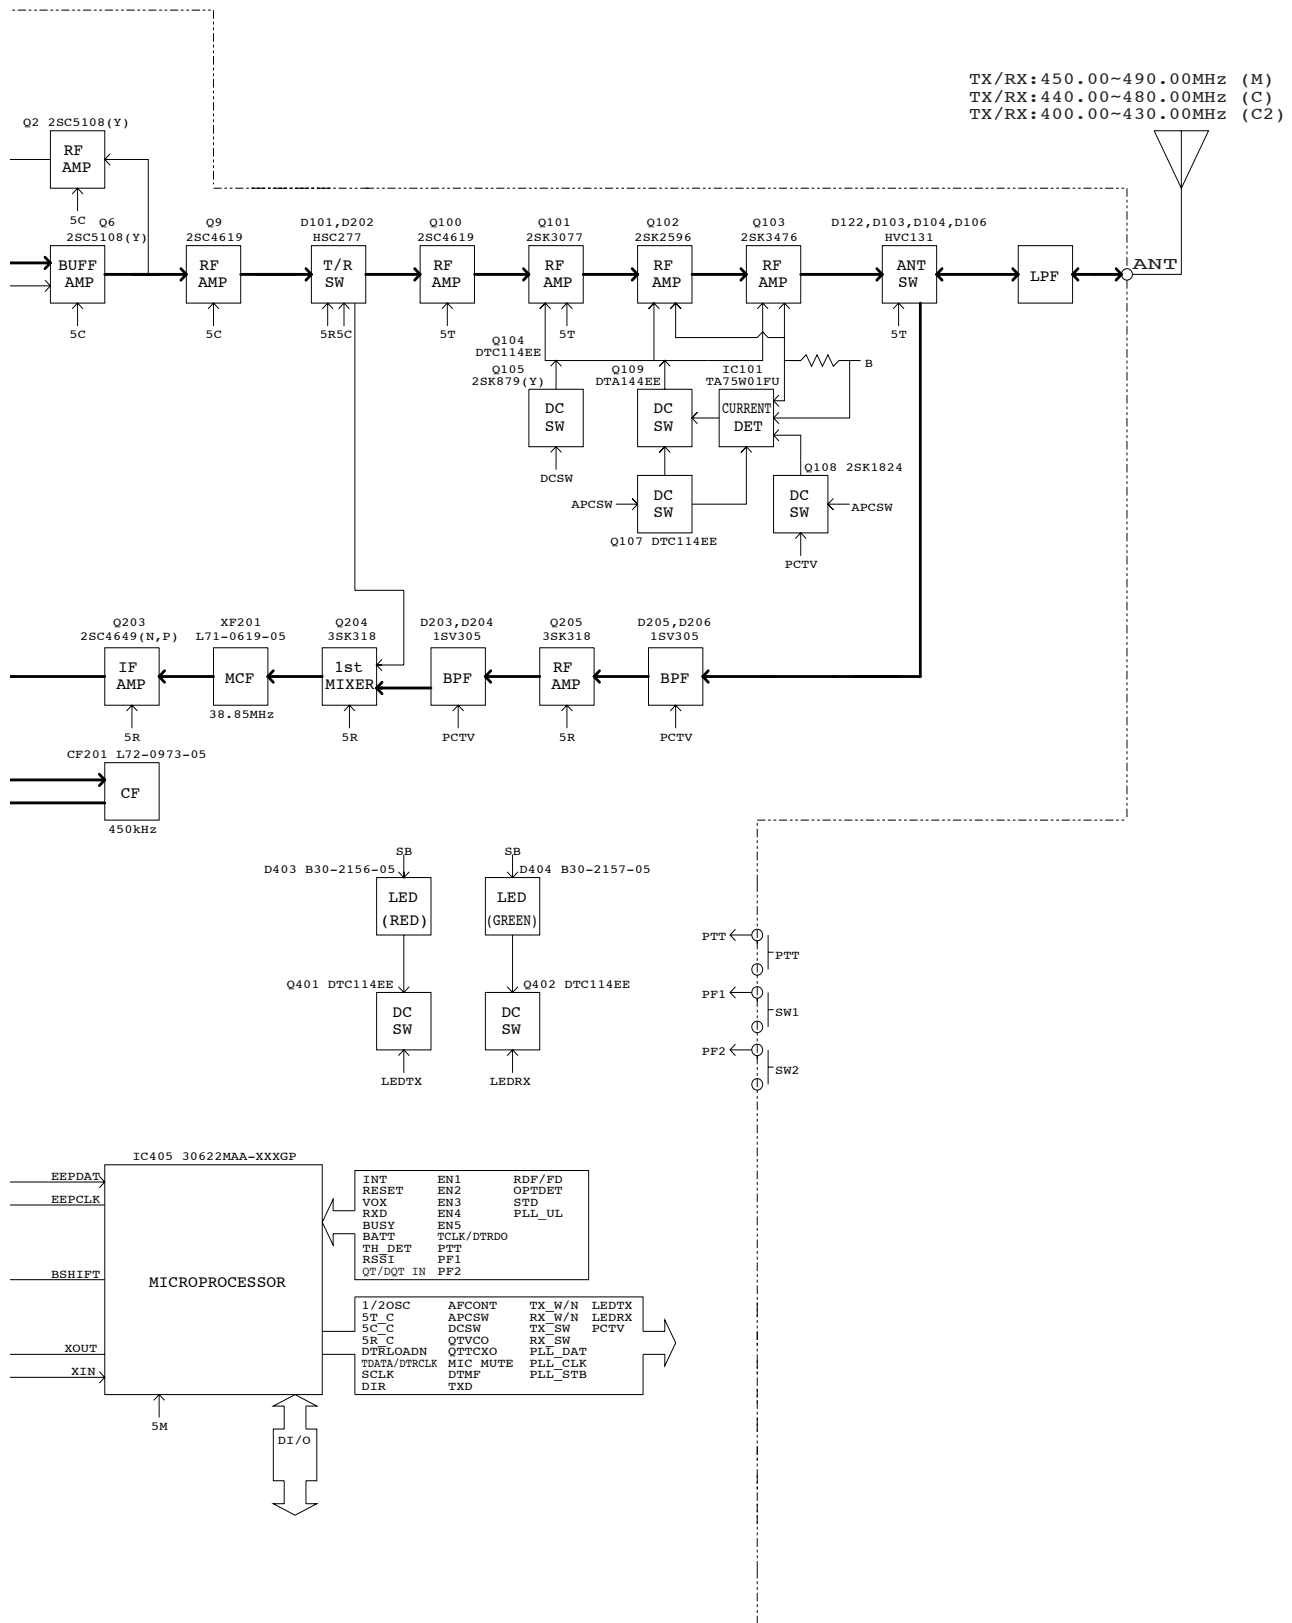 TX/RX:450.00~490.00MHz (M)
TX/RX:440.00~480.00MHz (C)
TX/RX:400.00~430.00MHz (C2)
Q2 2SC5108(Y)
RF
AMP
5C
Q6
2SC5108(Y)
BUFF
AMP
5C
Q9
2SC4619
RF
AMP
5C
D101,D202
HSC277
T/R
SW
5R5C
Q100
2SC4619
RF
AMP
5T
Q101
2SK3077
RF
AMP
5T
Q102
2SK2596
RF
AMP
Q103
2SK3476
RF
AMP
D122,D103,D104,D106
HVC131
ANT
SW
5T
LPF
ANT
Q104
DTC114EE
Q105
2SK879(Y)
DC
SW
DCSW
Q109
DTA144EE
DC
SW
IC101
TA75W01FU
CURRENT
DET
B
APCSW
DC
SW
Q107 DTC114EE
Q108 2SK1824
DC
SW
APCSW
PCTV
Q203
2SC4649(N,P)
IF
AMP
5R
XF201
L71-0619-05
MCF
38.85MHz
Q204
3SK318
1st
MIXER
5R
D203,D204
1SV305
BPF
PCTV
Q205
3SK318
RF
AMP
5R
D205,D206
1SV305
BPF
PCTV
CF201 L72-0973-05
CF
450kHz
SB
D403 B30-2156-05
LED
(RED)
Q401 DTC114EE
DC
SW
LEDTX
SB
D404 B30-2157-05
LED
(GREEN)
Q402 DTC114EE
DC
SW
LEDRX
PTT
PTT
PF1
SW1
PF2
SW2
IC405 30622MAA-XXXGP
EEPDAT
EEPCLK
BSHIFT
XOUT
XIN
MICROPROCESSOR
5M
DI/O
INT EN1 RDF/FD
RESET EN2 OPTDET
VOX EN3 STD
RXD EN4 PLL_UL
BUSY EN5
BATT TCLK/DTRDO
TH_DET PTT
RSSI PF1
QT/DQT IN PF2
1/2OSC AFCONT TX_W/N LEDTX
5T_C APCSW RX_W/N LEDRX
5C_C DCSW TX_SW PCTV
5R_C QTVCO RX_SW
DTRLOADN QTTCXO PLL_DAT
TDATA/DTRCLK MIC MUTE PLL_CLK
SCLK DTMF PLL_STB
DIR TXD